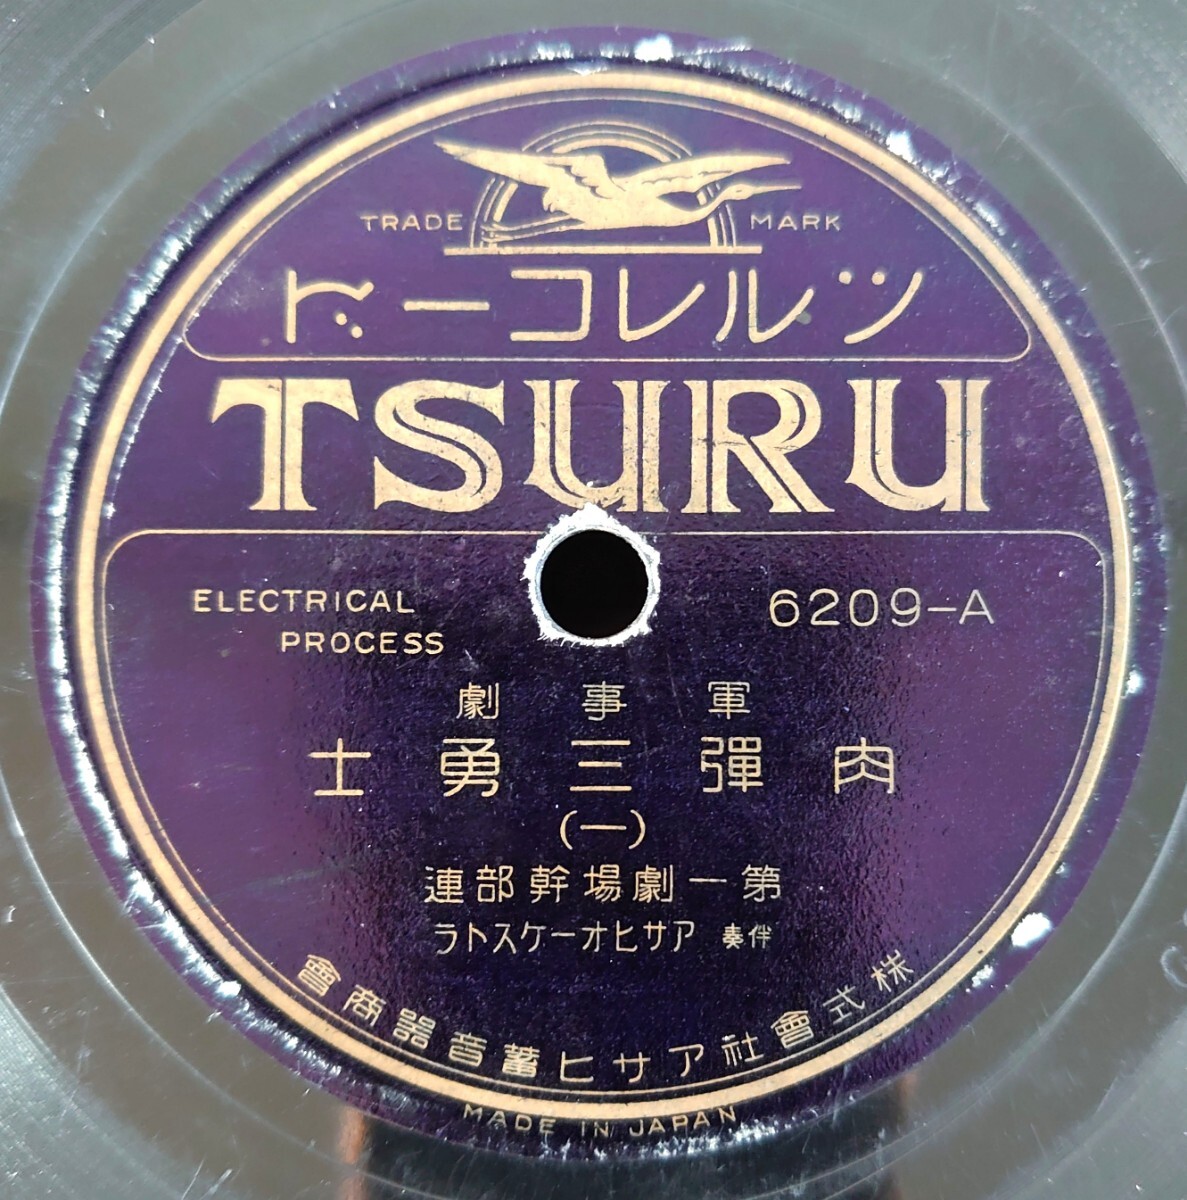 TRADE MARK
ツルレコード
TSURU
ELECTRICAL
PROCESS
6209-A
軍事劇
肉彈三勇士
(一)
第一劇場幹部連
伴奏 アサヒオーケストラ
株式會社アサヒ蓄音器商會
MADE IN JAPAN